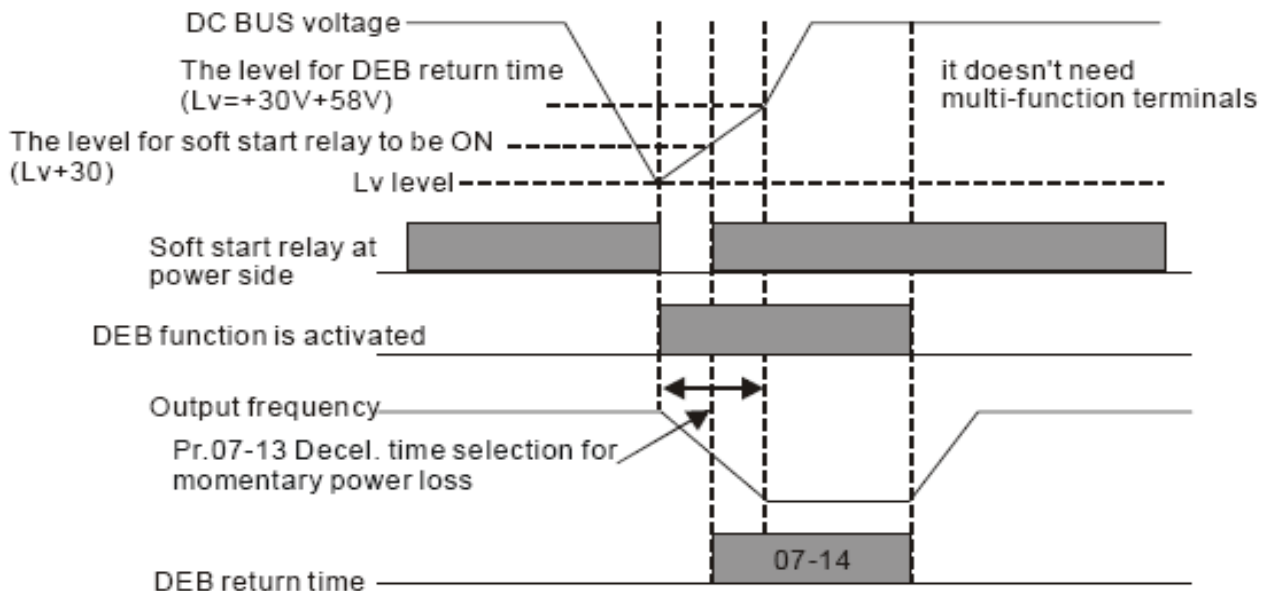 DC BUS voltage
The level for DEB return time
(Lv=+30V+58V)
it doesn't need
multi-function terminals
The level for soft start relay to be ON
(Lv+30)
Lv level
Soft start relay at
power side
DEB function is activated
Output frequency
Pr.07-13 Decel. time selection for
momentary power loss
07-14
DEB return time